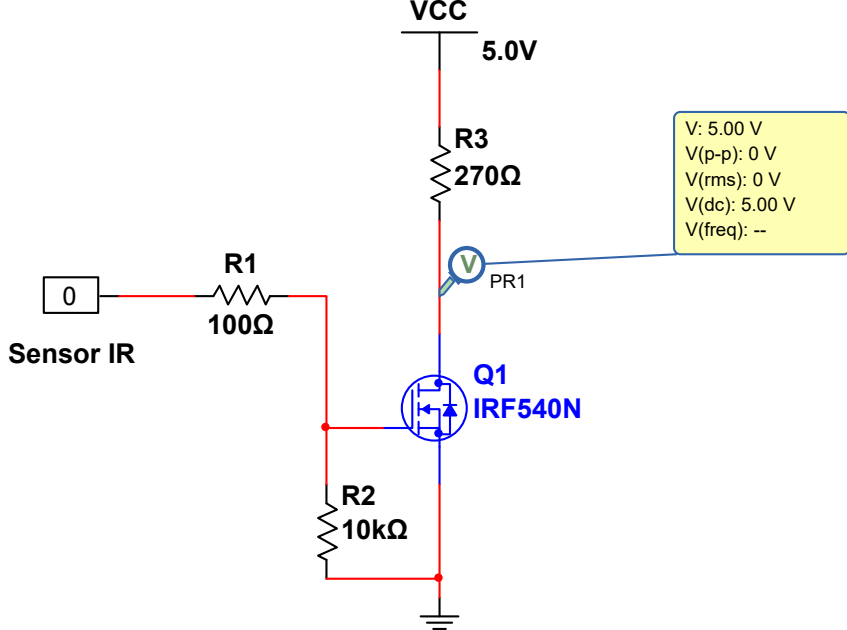 VCC
5.0V
R3
270Ω
V: 5.00 V
V(p-p): 0 V
V(rms): 0 V
V(dc): 5.00 V
V(freq): --
V
PR1
R1
100Ω
0
Sensor IR
Q1
IRF540N
R2
10kΩ